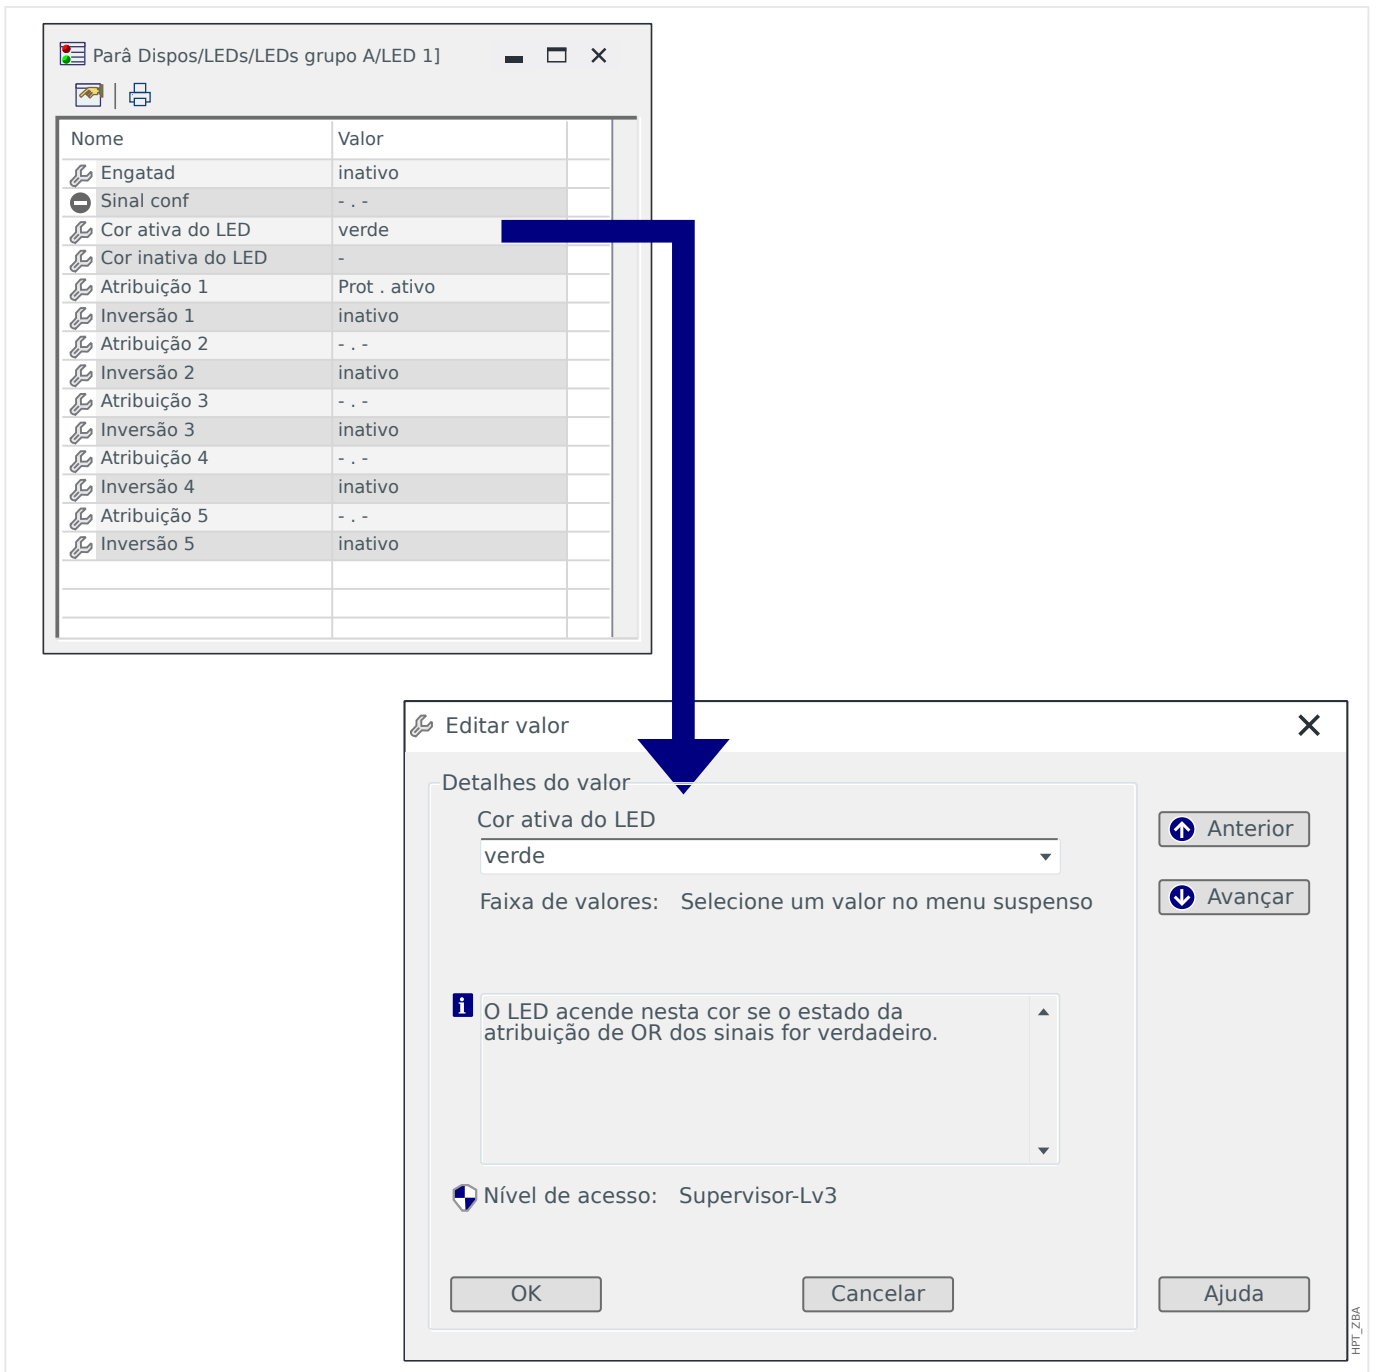 Parâ Dispos/LEDs/LEDs grupo A/LED 1]
Nome Valor
Engatad inativo
Sinal conf - . -
Cor ativa do LED verde
Cor inativa do LED -
Atribuição 1 Prot . ativo
Inversão 1 inativo
Atribuição 2 - . -
Inversão 2 inativo
Atribuição 3 - . -
Inversão 3 inativo
Atribuição 4 - . -
Inversão 4 inativo
Atribuição 5 - . -
Inversão 5 inativo
Editar valor
Detalhes do valor
Cor ativa do LED
verde
Faixa de valores: Selecione um valor no menu suspenso
Anterior
Avançar
i
O LED acende nesta cor se o estado da
atribuição de OR dos sinais for verdadeiro.
Nível de acesso: Supervisor-Lv3
OK Cancelar Ajuda
HPT_ZBA